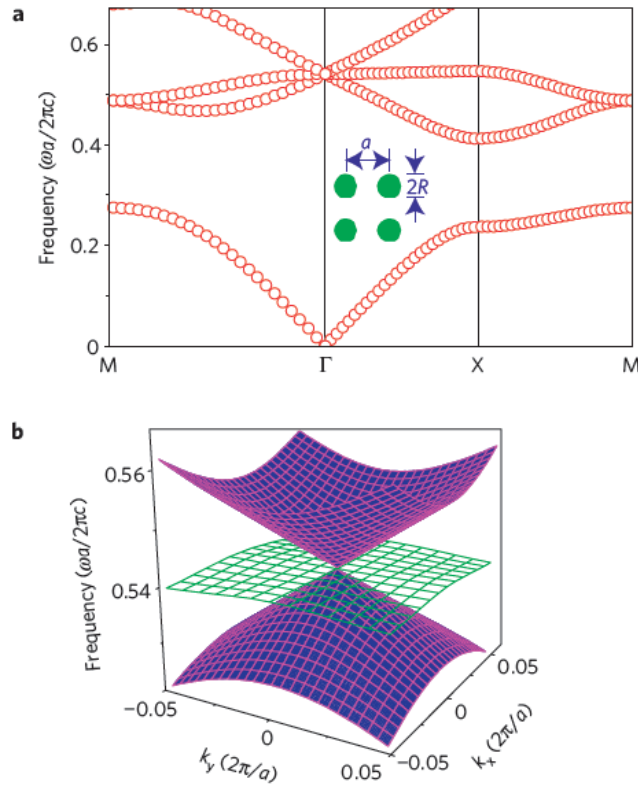 a
Frequency (ωa/2πc)
0.6
0.4
0.2
0
a
2R
M
Γ
X
M
b
Frequency (ωa/2πc)
0.56
0.54
−0.05
0
0.05
k_y (2π/a)
−0.05
0
0.05
k_x (2π/a)